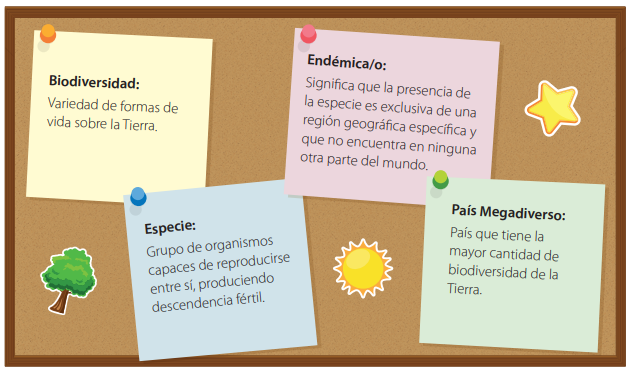 Biodiversidad:
Variedad de formas de
vida sobre la Tierra.
Endémica/o:
Significa que la presencia de
la especie es exclusiva de una
región geográfica específica y
que no encuentra en ninguna
otra parte del mundo.
Especie:
Grupo de organismos
capaces de reproducirse
entre sí, produciendo
descendencia fértil.
País Megadiverso:
País que tiene la
mayor cantidad de
biodiversidad de la
Tierra.